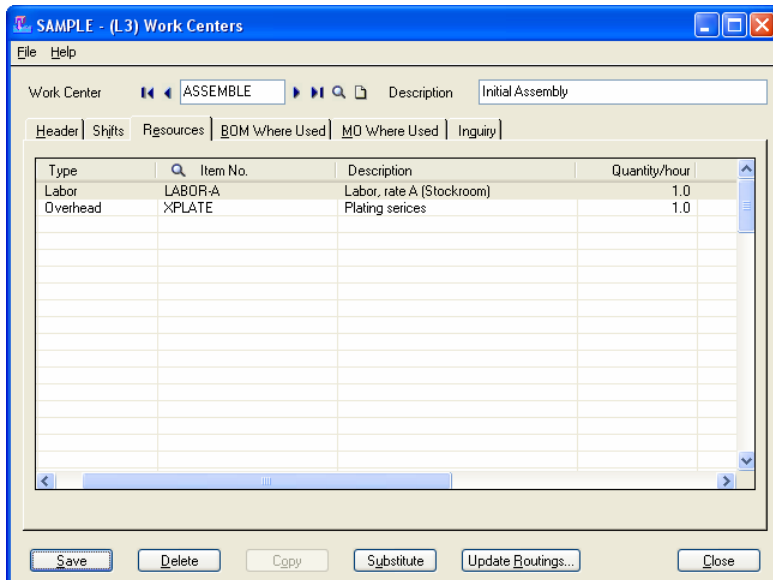 SAMPLE - (L3) Work Centers
File Help
Work Center ASSEMBLE Description Initial Assembly
Header Shifts Resources BOM Where Used MO Where Used Inquiry
Type Item No. Description Quantity/hour
Labor LABOR-A Labor, rate A (Stockroom) 1.0
Overhead XPLATE Plating serices 1.0
Save Delete Copy Substitute Update Routings... Close